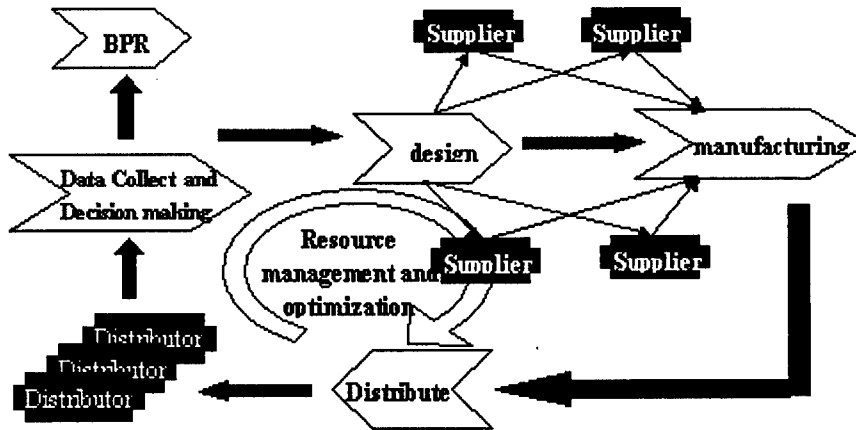 BPR
Supplier
Supplier
design
manufacturing
Data Collect and
Decision making
Resource
management and
optimization
Supplier
Supplier
Distributor
Distributor
Distributor
Distribute